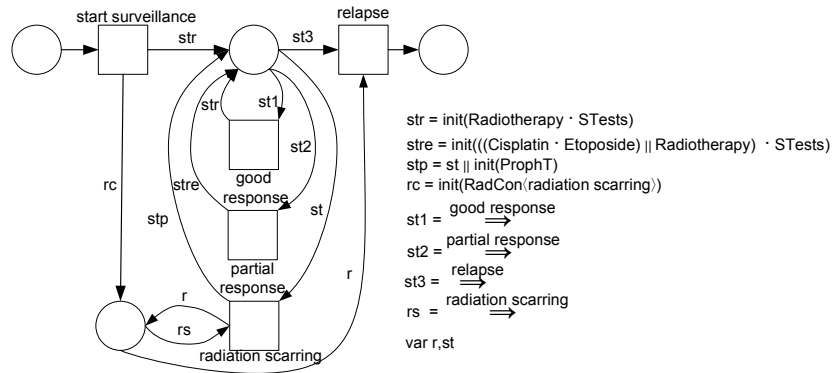 start surveillance
relapse
str
st3
str
st1
st2
good
response
stre
st
rc
stp
partial
response
r
r
rs
radiation scarring
str = init(Radiotherapy · STests)
stre = init(((Cisplatin · Etoposide) || Radiotherapy) · STests)
stp = st || init(ProphT)
rc = init(RadCon⟨radiation scarring⟩)
st1 = good response ⇒
st2 = partial response ⇒
st3 = relapse ⇒
rs = radiation scarring ⇒
var r,st